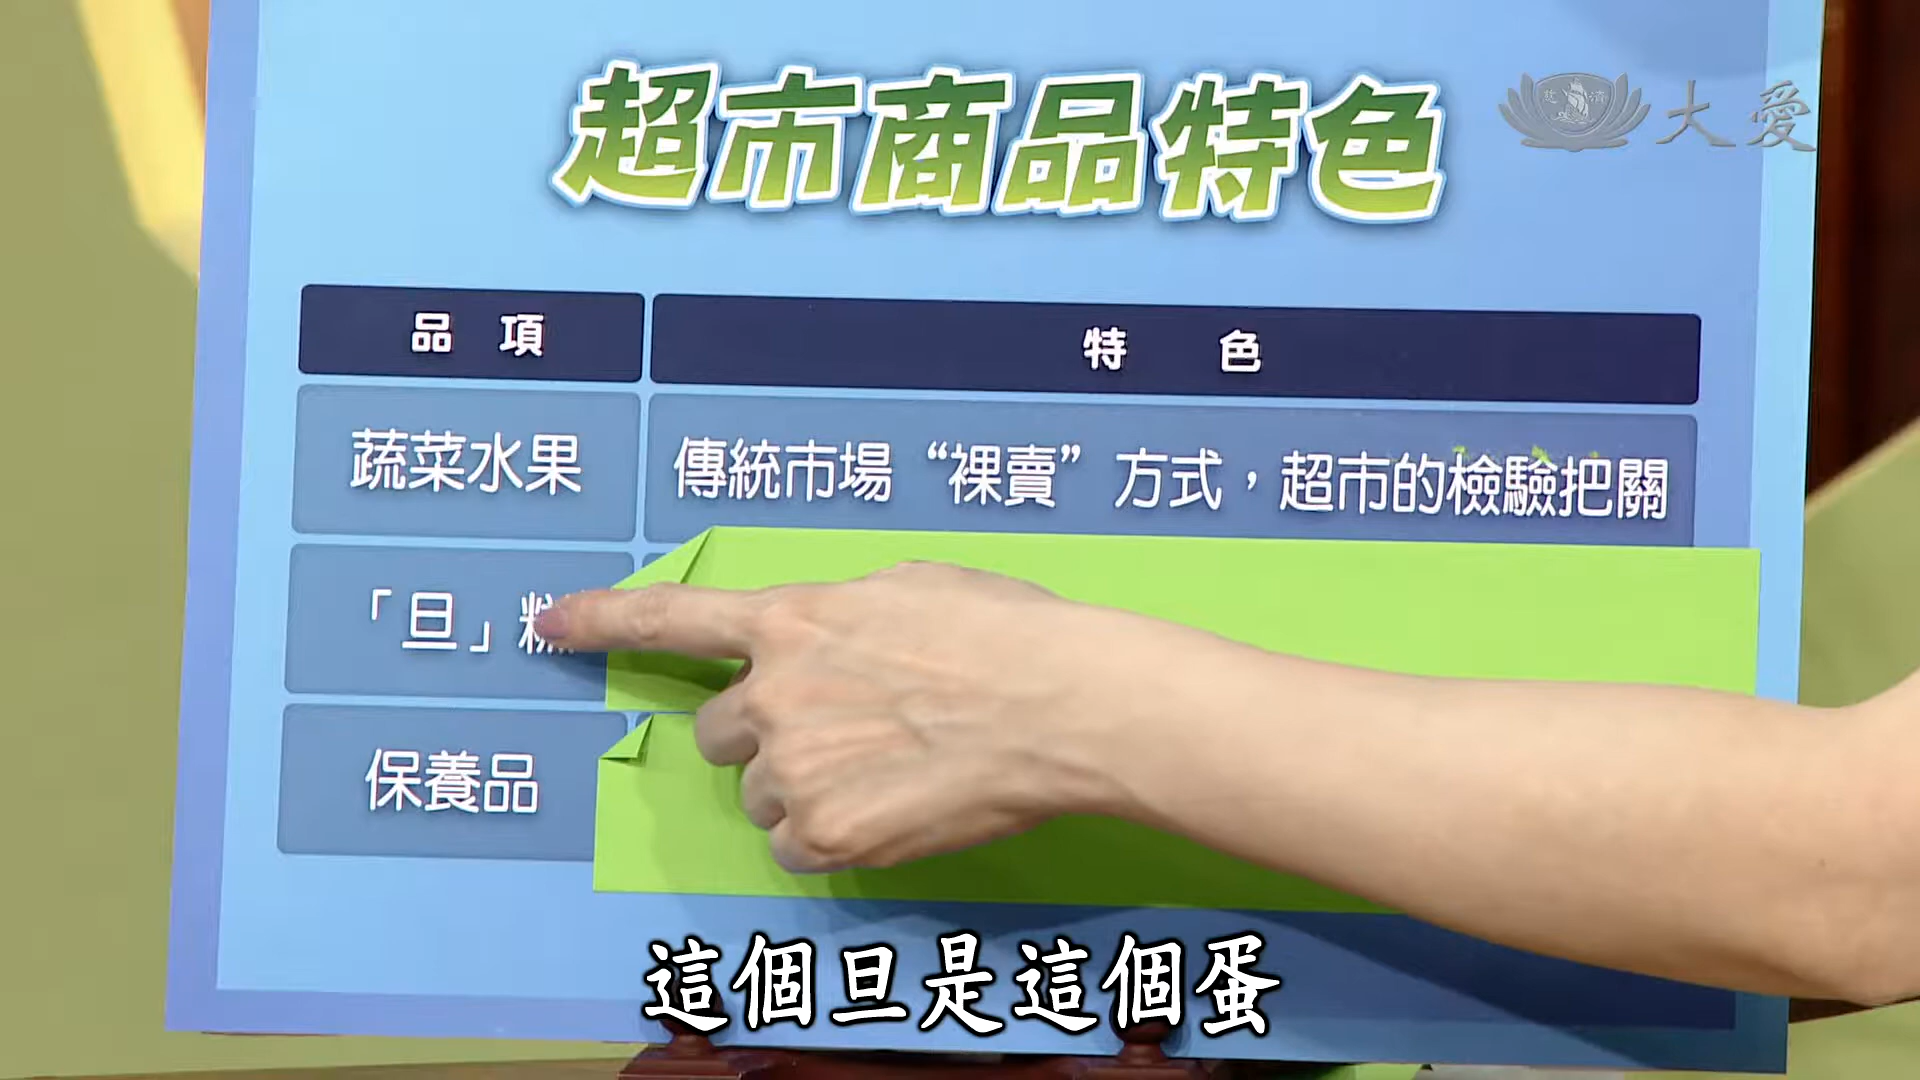 超市商品特色
大愛
慈濟
品項 特色
蔬菜水果 傳統市場“裸賣”方式，超市的檢驗把關
「旦」
保養品
這個旦是這個蛋